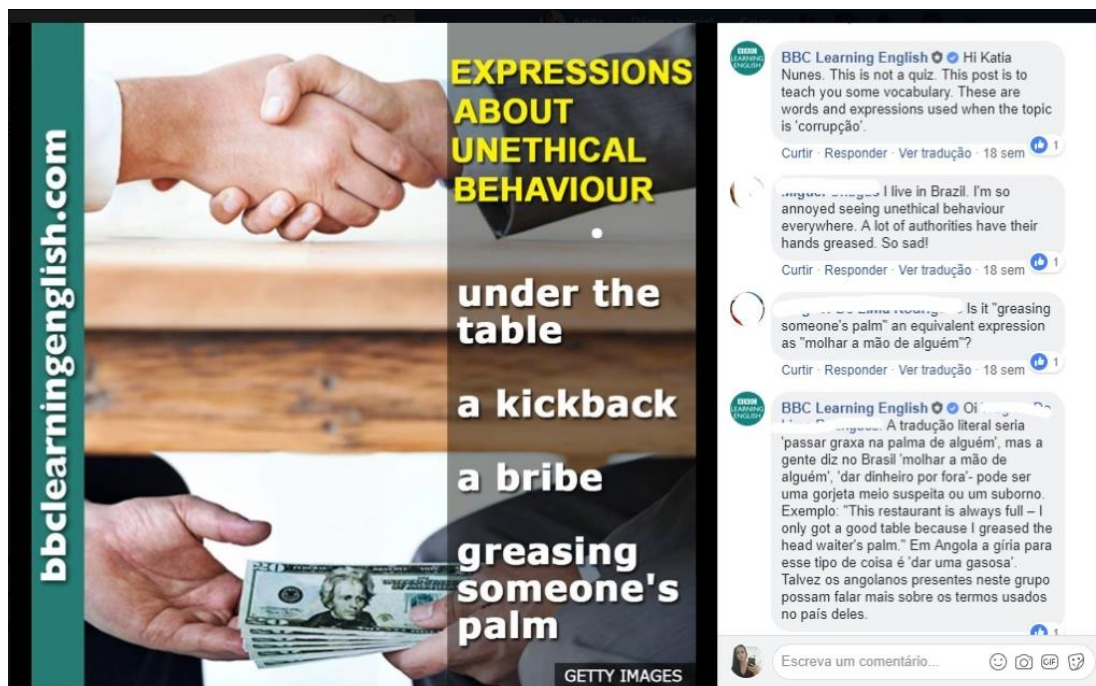 bbclearningenglish.com
EXPRESSIONS
ABOUT
UNETHICAL
BEHAVIOUR
under the
table
a kickback
a bribe
greasing
someone's
palm
GETTY IMAGES
BBC Learning English Hi Katia
Nunes. This is not a quiz. This post is to
teach you some vocabulary. These are
words and expressions used when the topic
is 'corrupção'.
Curtir · Responder · Ver tradução · 18 sem 1
I live in Brazil. I'm so
annoyed seeing unethical behaviour
everywhere. A lot of authorities have their
hands greased. So sad!
Curtir · Responder · Ver tradução · 18 sem 1
Is it "greasing
someone's palm" an equivalent expression
as "molhar a mão de alguém"?
Curtir · Responder · Ver tradução · 18 sem 1
BBC Learning English Oi
A tradução literal seria
'passar graxa na palma de alguém', mas a
gente diz no Brasil 'molhar a mão de
alguém', 'dar dinheiro por fora'- pode ser
uma gorjeta meio suspeita ou um suborno.
Exemplo: "This restaurant is always full – I
only got a good table because I greased the
head waiter's palm." Em Angola a gíria para
esse tipo de coisa é 'dar uma gasosa'.
Talvez os angolanos presentes neste grupo
possam falar mais sobre os termos usados
no país deles.
1
Escreva um comentário...
GIF